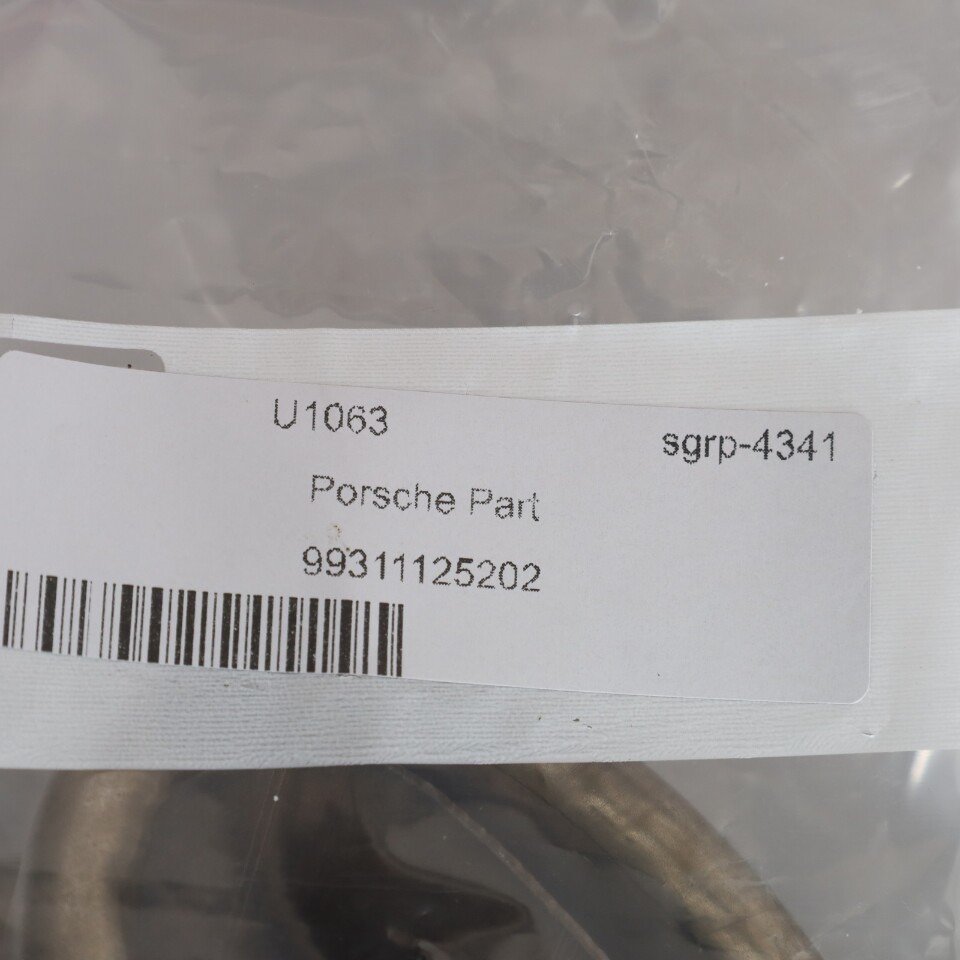 U1063
sgrp-4341
Porsche Part
99311125202